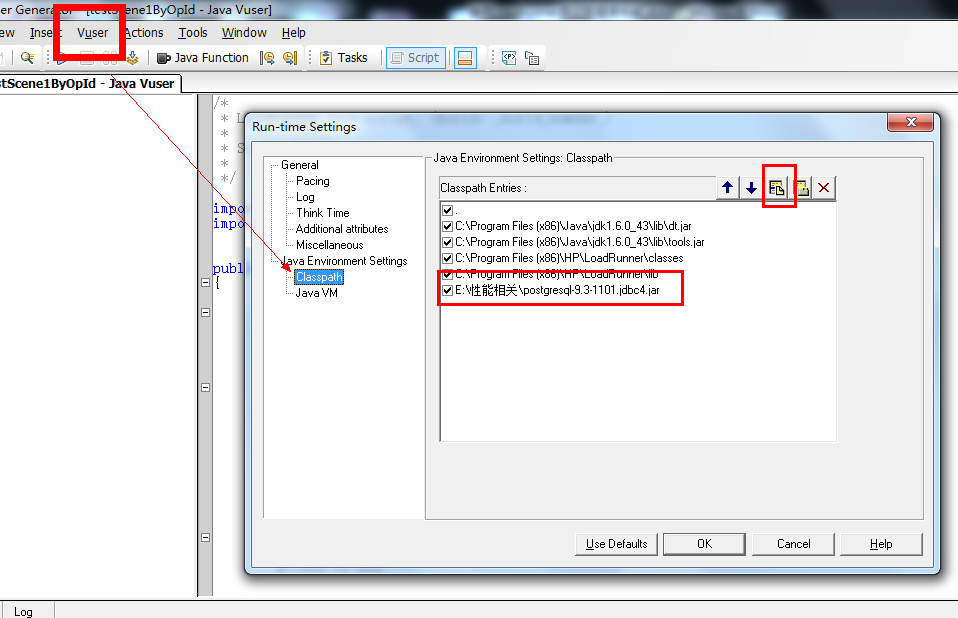 [testScene1ByOpId - Java Vuser]
Insert Vuser Actions Tools Window Help
Java Function Tasks Script
tScene1ByOpId - Java Vuser
/*
*
*
* S
*
*/
impo
impo
publ
{
Run-time Settings
General
Pacing
Log
Think Time
Additional attributes
Miscellaneous
Java Environment Settings
Classpath
Java VM
Java Environment Settings: Classpath
Classpath Entries :
.
C:\Program Files (x86)\Java\jdk1.6.0_43\lib\dt.jar
C:\Program Files (x86)\Java\jdk1.6.0_43\lib\tools.jar
C:\Program Files (x86)\HP\LoadRunner\classes
C:\Program Files (x86)\HP\LoadRunner\lib
E:\性能相关\postgresql-9.3-1101.jdbc4.jar
Use Defaults OK Cancel Help
Log